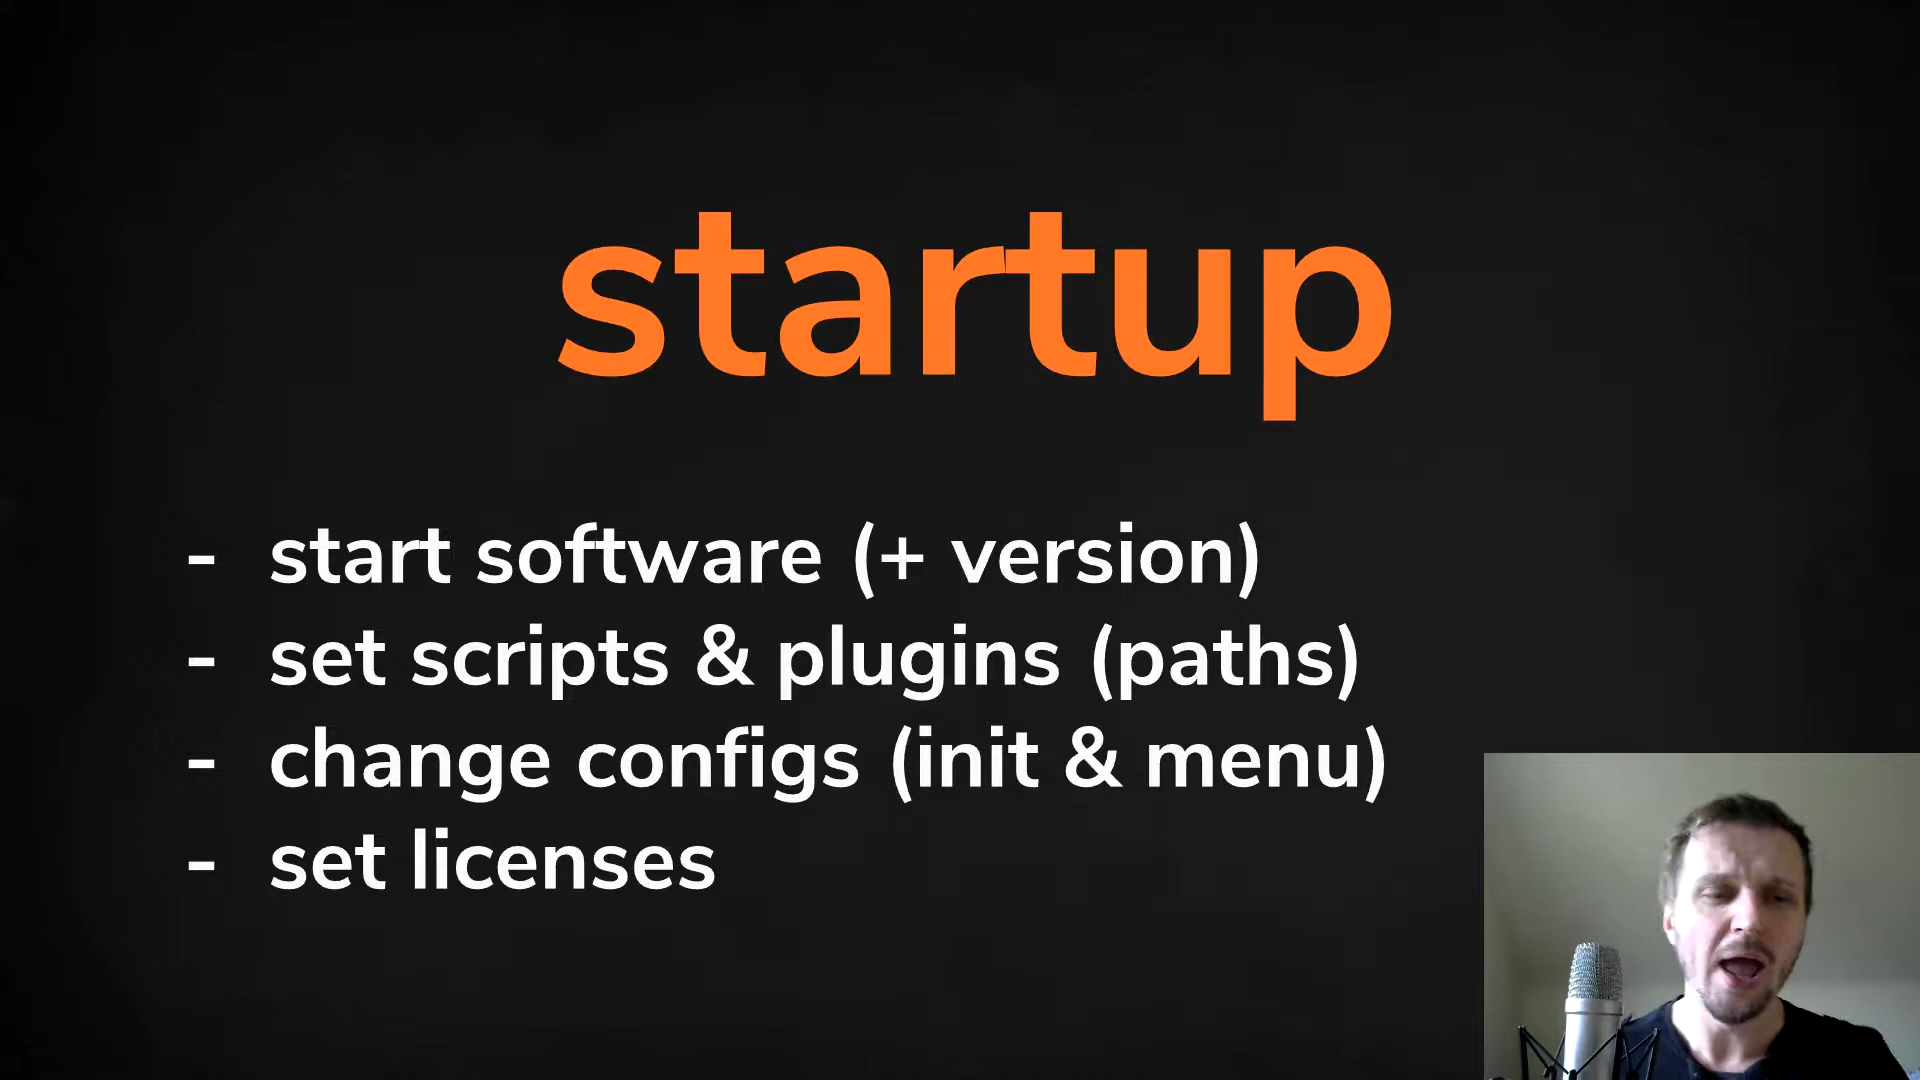 startup
- start software (+ version)
- set scripts & plugins (paths)
- change configs (init & menu)
- set licenses